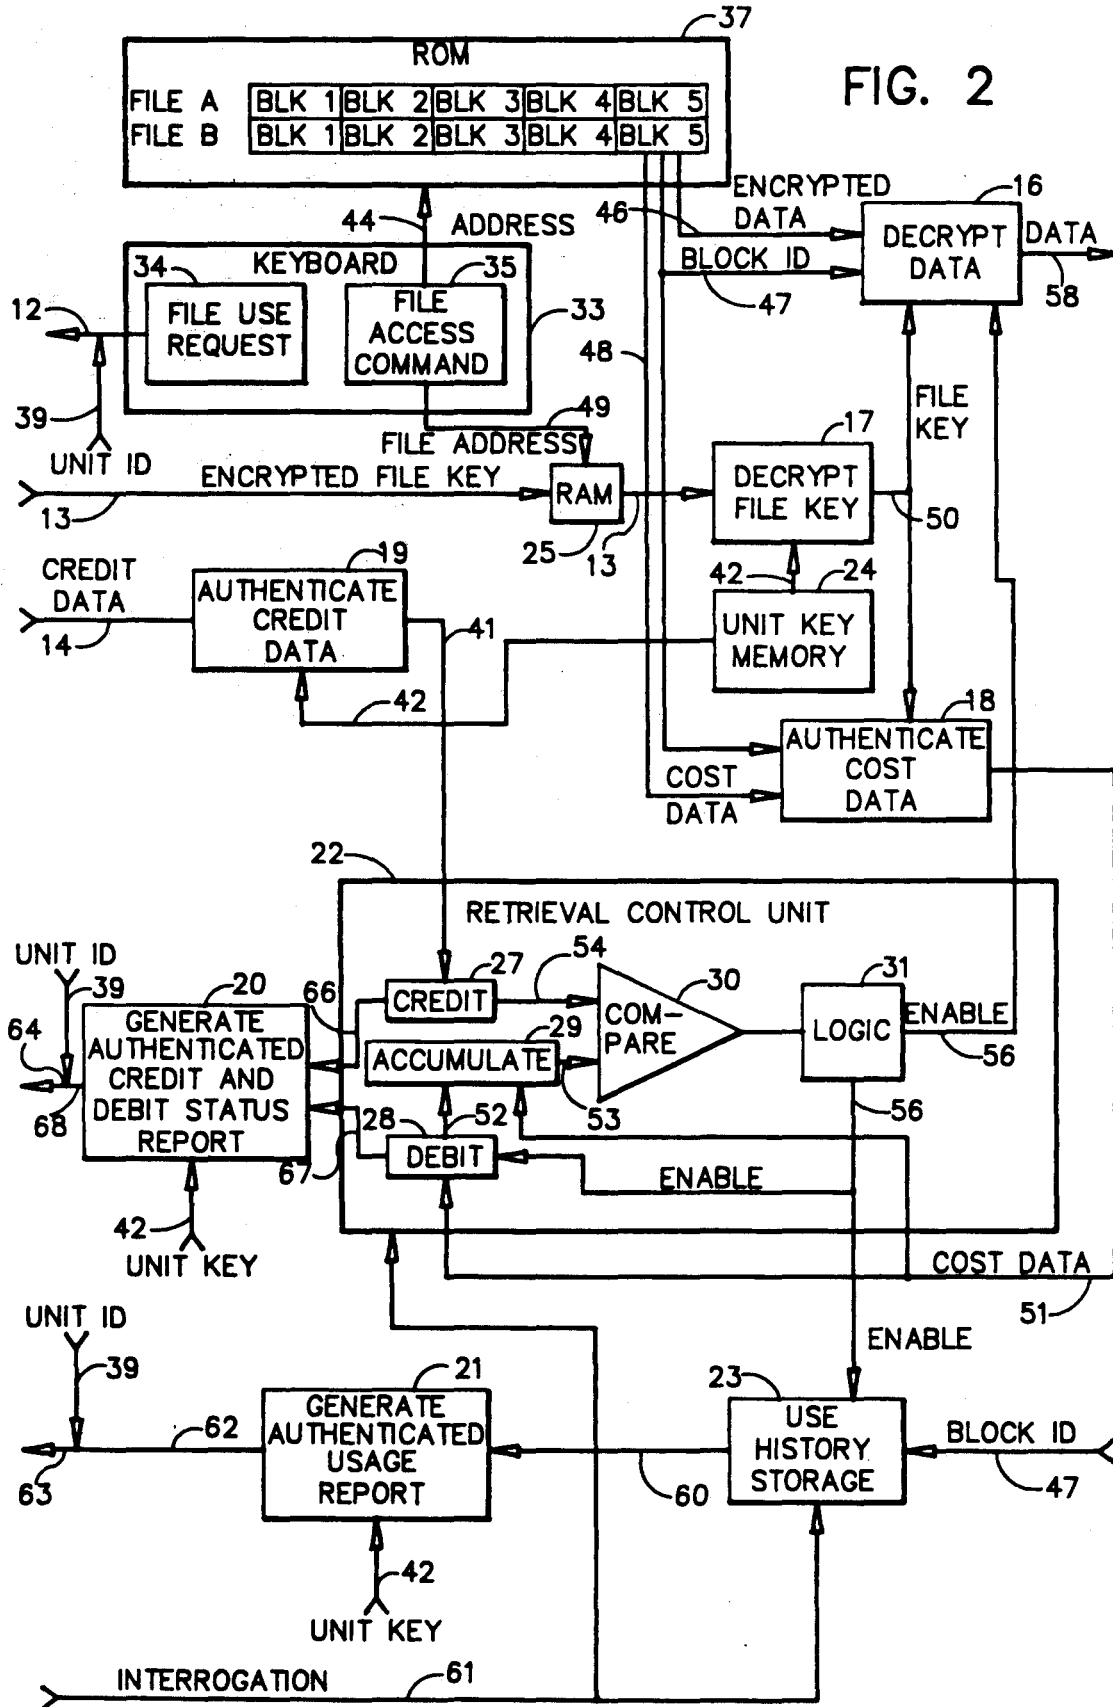 37
ROM
FIG. 2
FILE A BLK 1 BLK 2 BLK 3 BLK 4 BLK 5
FILE B BLK 1 BLK 2 BLK 3 BLK 4 BLK 5
ENCRYPTED
DATA
16
44
ADDRESS
46
DECRYPT
DATA
DATA
34
KEYBOARD
35
BLOCK ID
47
58
12
FILE USE
REQUEST
FILE
ACCESS
COMMAND
33
48
39
UNIT ID
49
FILE ADDRESS
FILE
KEY
17
ENCRYPTED FILE KEY
13
RAM
25
13
DECRYPT
FILE KEY
50
CREDIT
DATA
14
19
AUTHENTICATE
CREDIT
DATA
41
42
24
UNIT KEY
MEMORY
42
18
AUTHENTICATE
COST
DATA
COST
DATA
22
RETRIEVAL CONTROL UNIT
UNIT ID
39
20
66
27
CREDIT
54
30
COM-
PARE
31
LOGIC
ENABLE
56
64
68
GENERATE
AUTHENTICATED
CREDIT AND
DEBIT STATUS
REPORT
29
ACCUMULATE
53
56
28
52
DEBIT
67
ENABLE
42
UNIT KEY
COST DATA
51
UNIT ID
39
ENABLE
21
23
62
63
GENERATE
AUTHENTICATED
USAGE
REPORT
60
USE
HISTORY
STORAGE
BLOCK ID
47
42
UNIT KEY
INTERROGATION
61